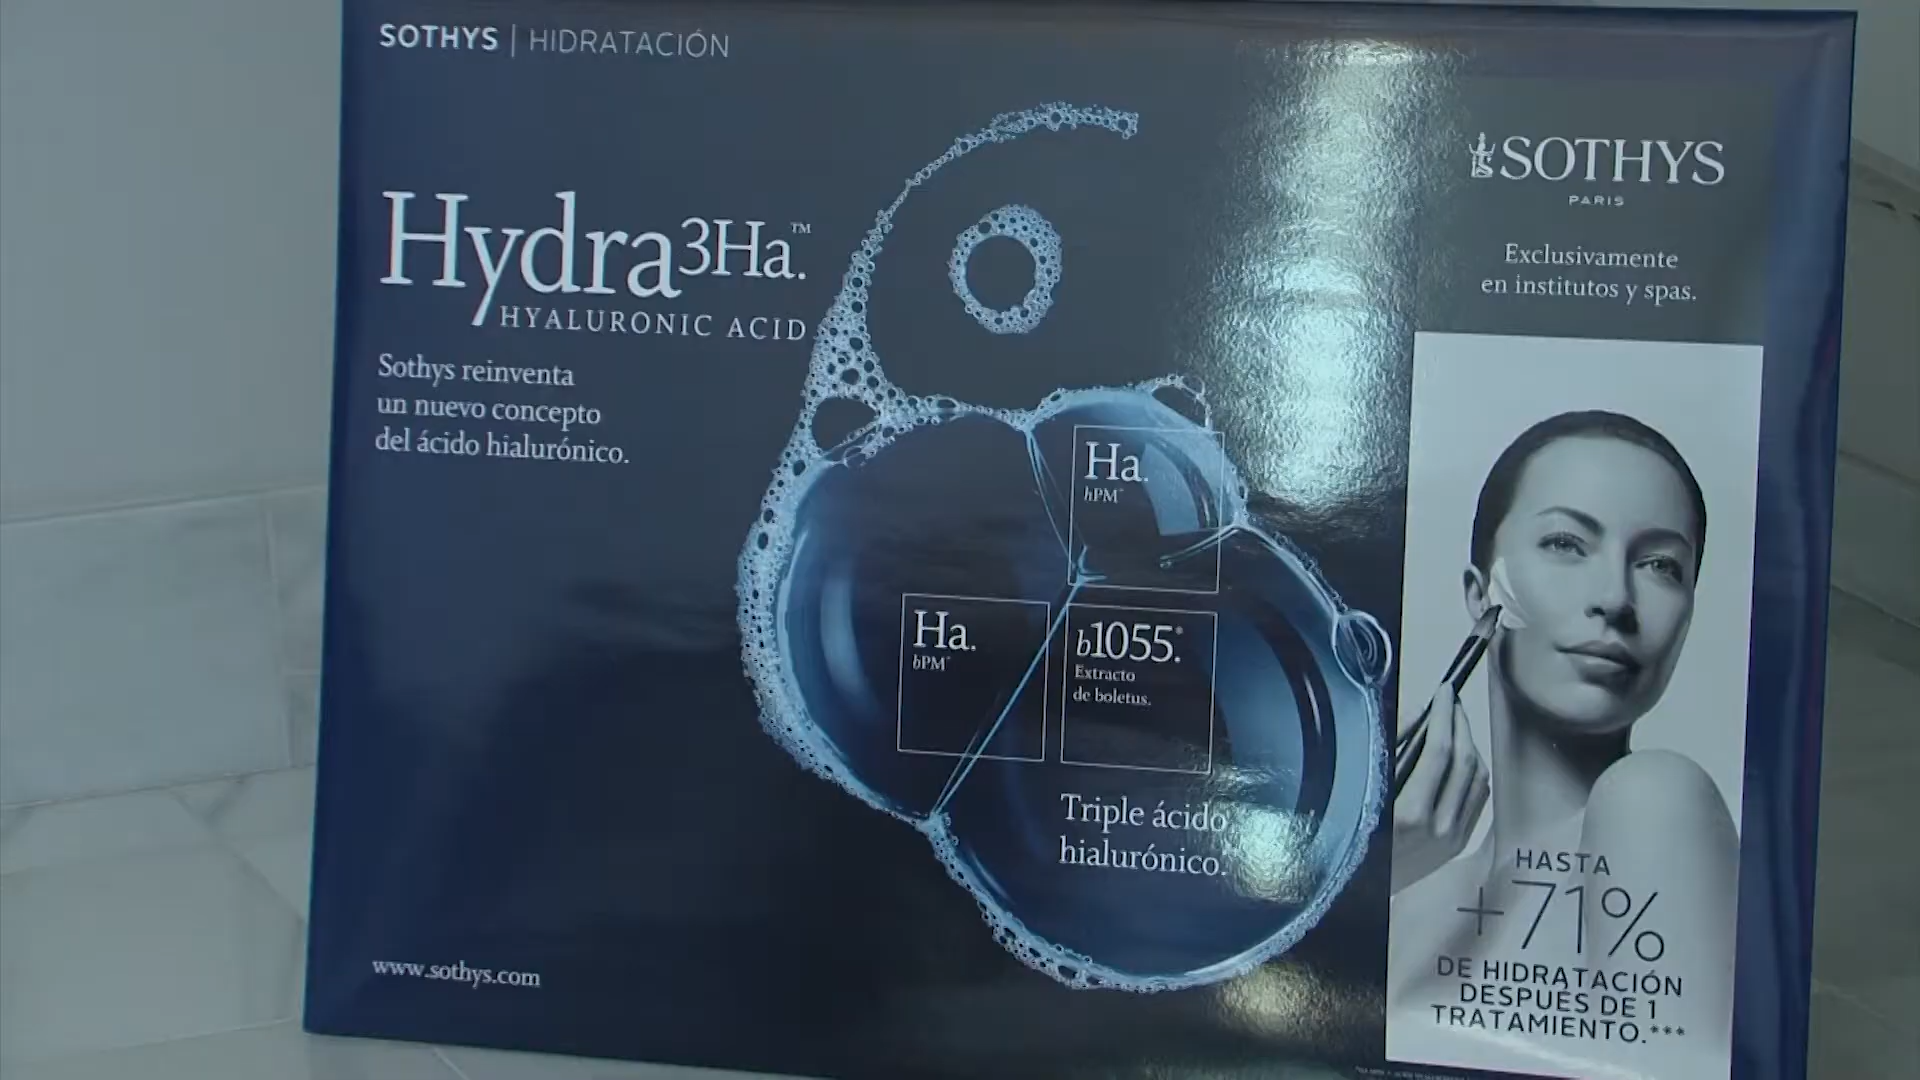 SOTHYS | HIDRATACIÓN
Hydra3Ha.™
HYALURONIC ACID
Sothys reinventa
un nuevo concepto
del ácido hialurónico.
Ha.
hPM*
Ha.
bPM*
b1055.*
Extracto
de boletus.
Triple ácido
hialurónico.
www.sothys.com
SOTHYS
PARIS
Exclusivamente
en institutos y spas.
HASTA
+71%
DE HIDRATACIÓN
DESPUÉS DE 1
TRATAMIENTO.***